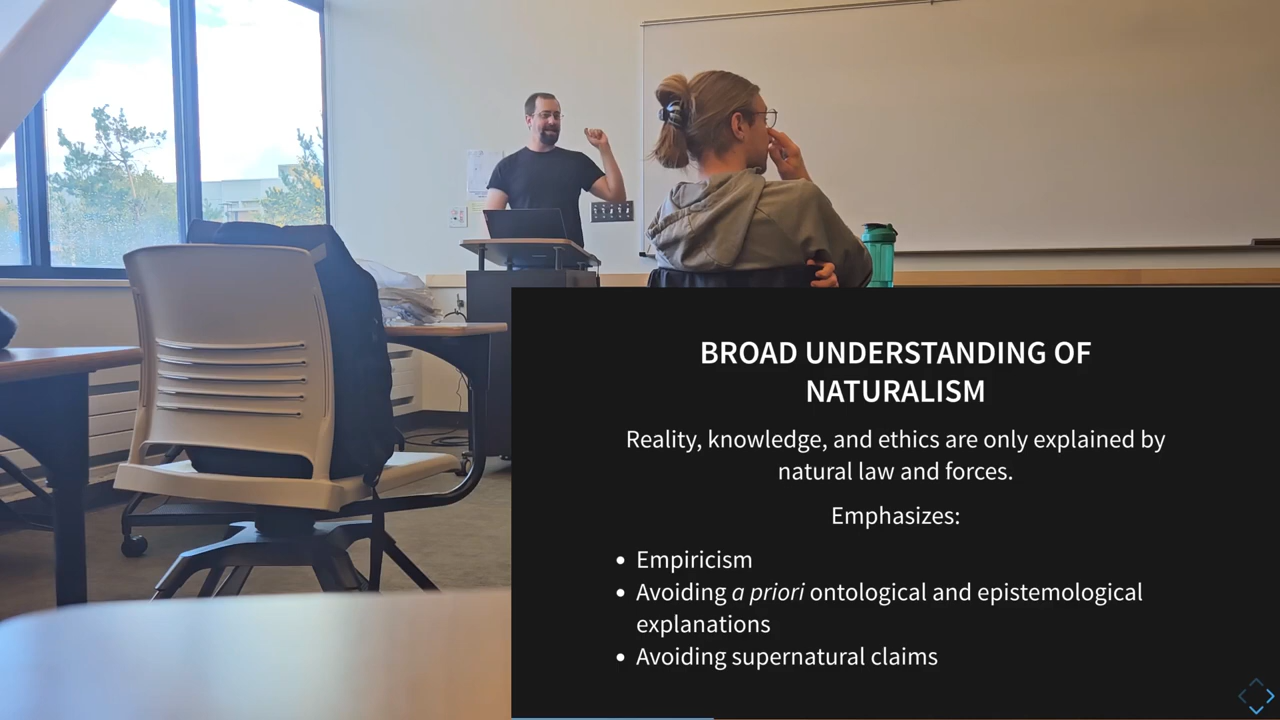 BROAD UNDERSTANDING OF
NATURALISM
Reality, knowledge, and ethics are only explained by
natural law and forces.
Emphasizes:
• Empiricism
• Avoiding a priori ontological and epistemological
explanations
• Avoiding supernatural claims